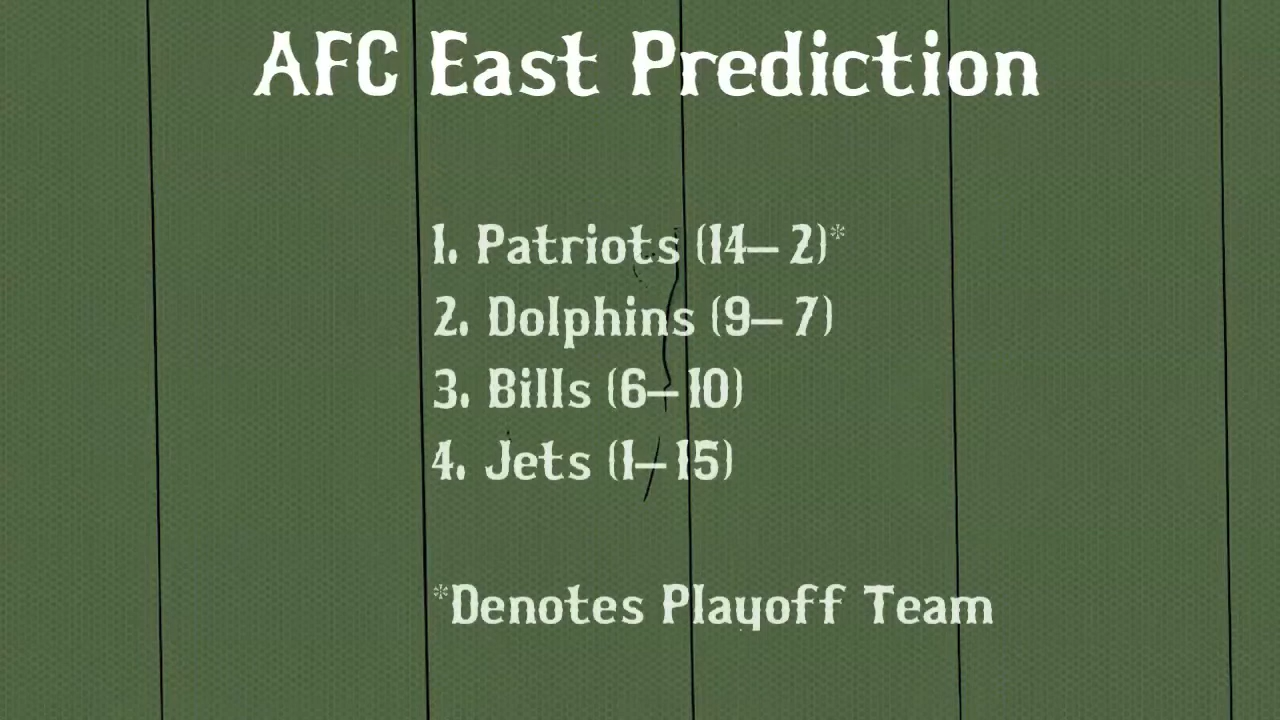 AFC East Prediction
1. Patriots (14– 2)*
2. Dolphins (9– 7)
3. Bills (6– 10)
4. Jets (1– 15)
*Denotes Playoff Team